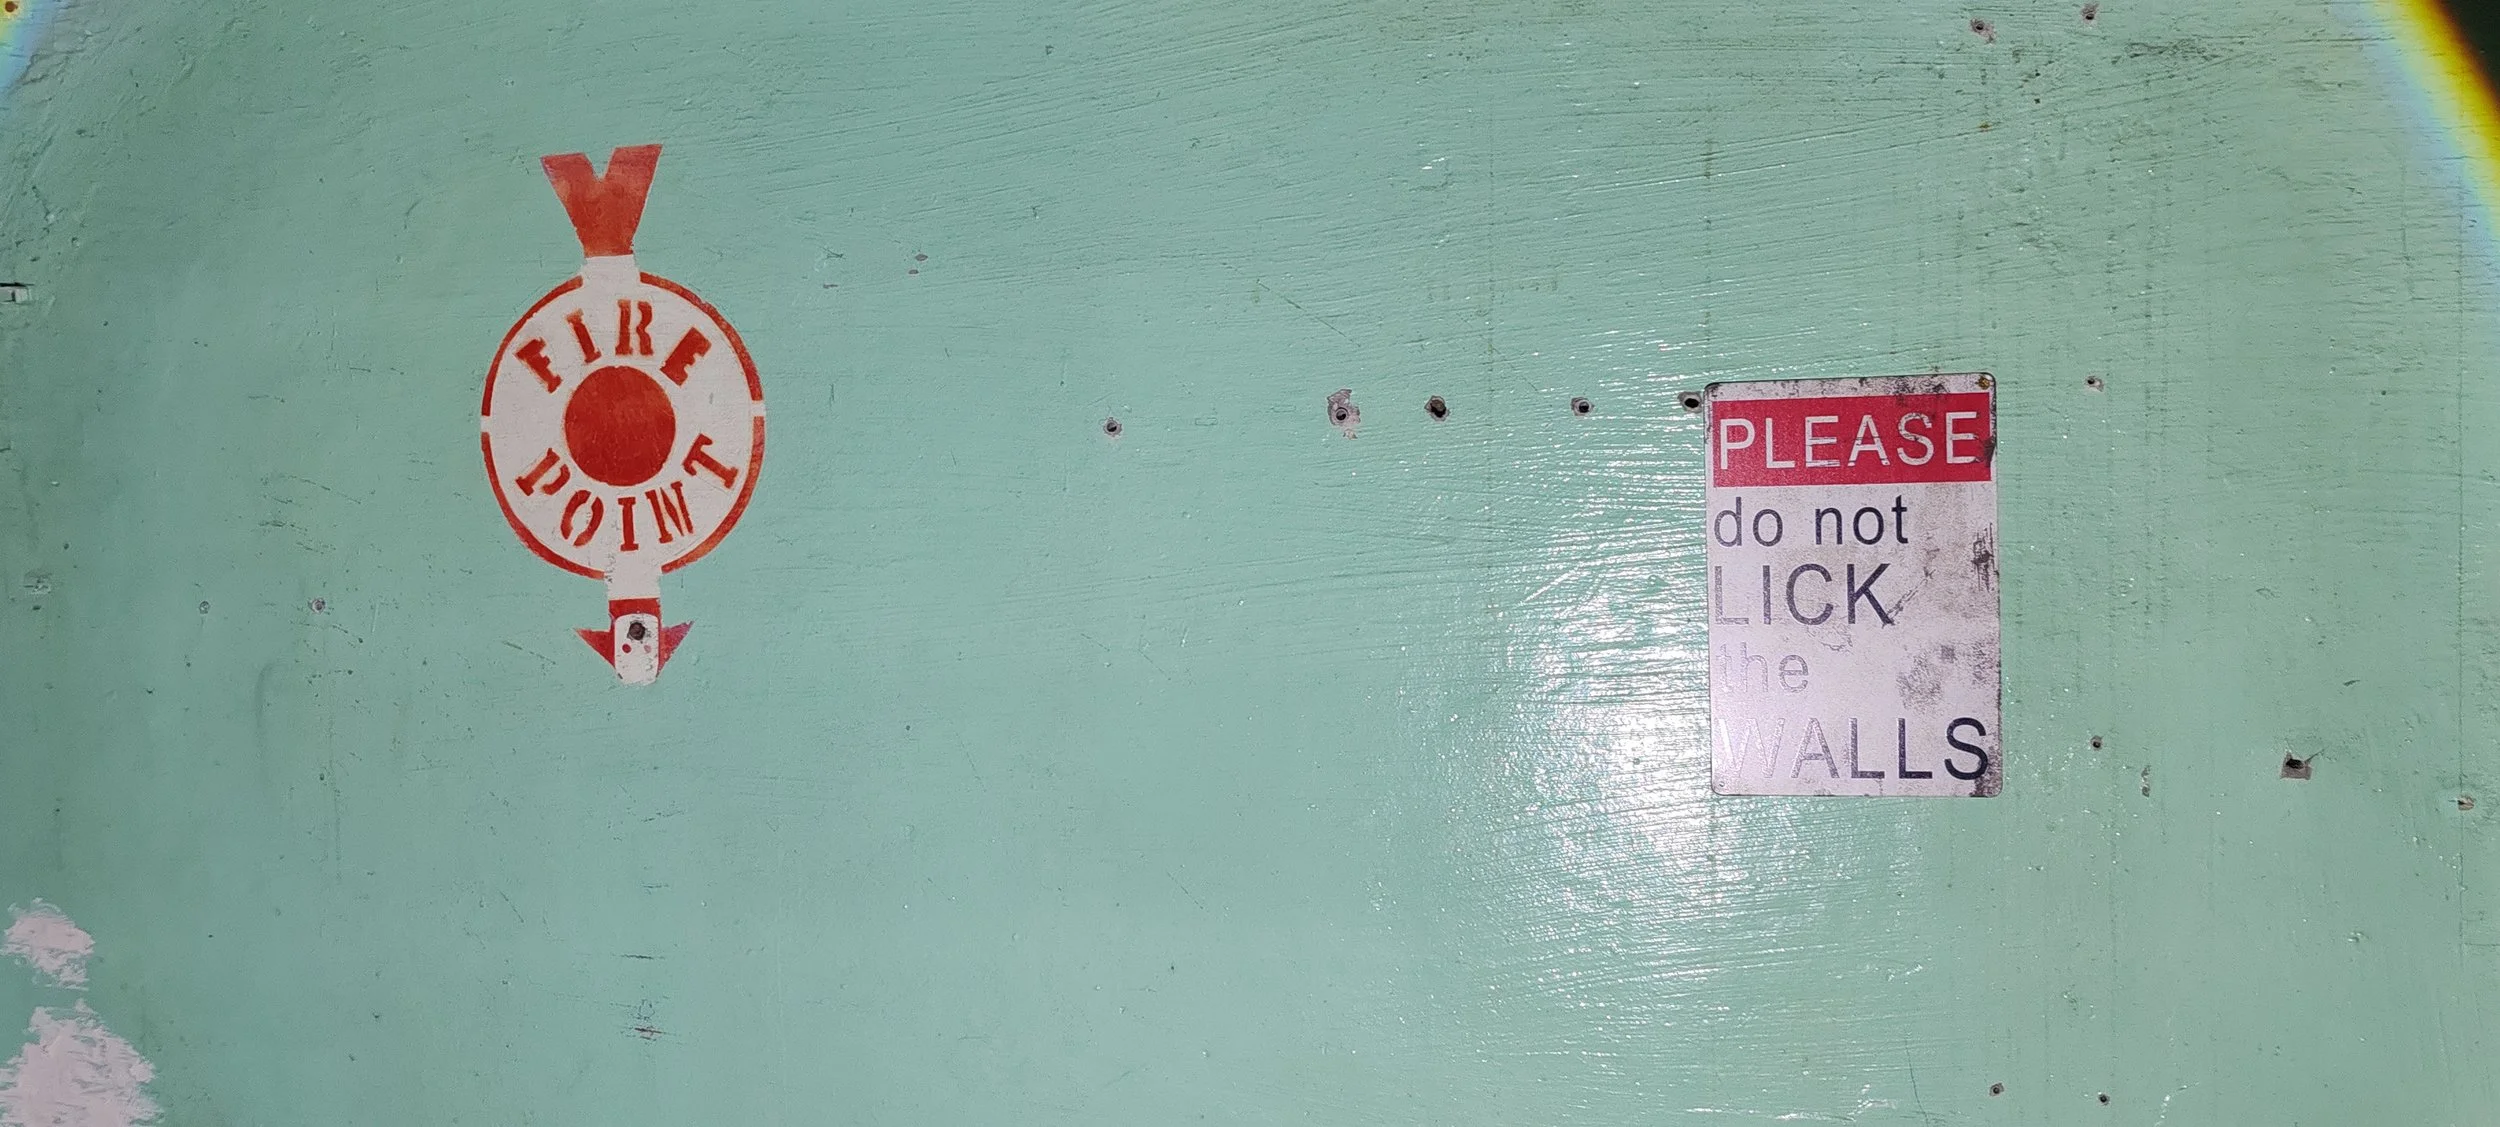 FIRE
POINT
PLEASE
do not
LICK
the
WALLS